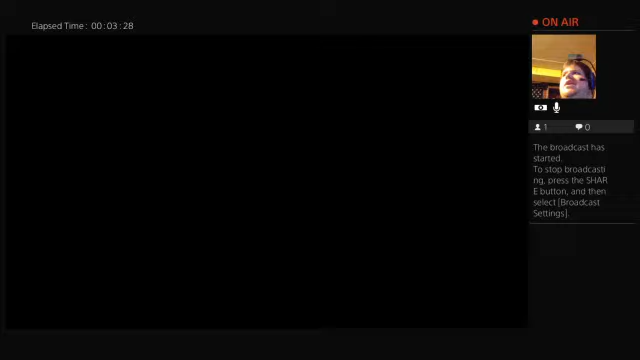 Elapsed Time: 00:03:28
ON AIR
1 0
The broadcast has
started.
To stop broadcasti
ng, press the SHAR
E button, and then
select [Broadcast
Settings].